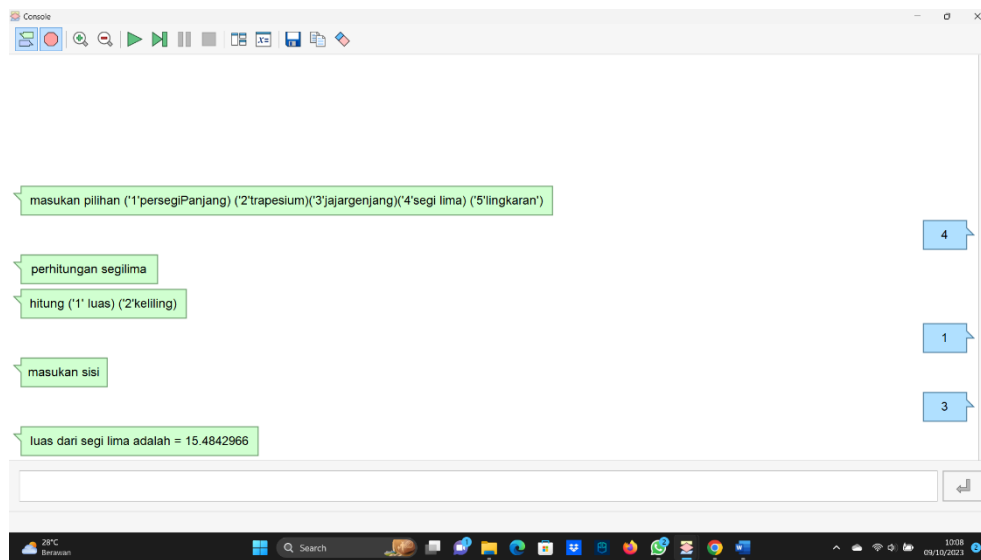 Console
masukan pilihan ('1'persegiPanjang) ('2'trapesium)('3'jajargenjang)('4'segi lima) ('5'lingkaran')
4
perhitungan segilima
hitung ('1' luas) ('2'keliling)
1
masukan sisi
3
luas dari segi lima adalah = 15.4842966
28°C
Berawan
Search
10:08
09/10/2023